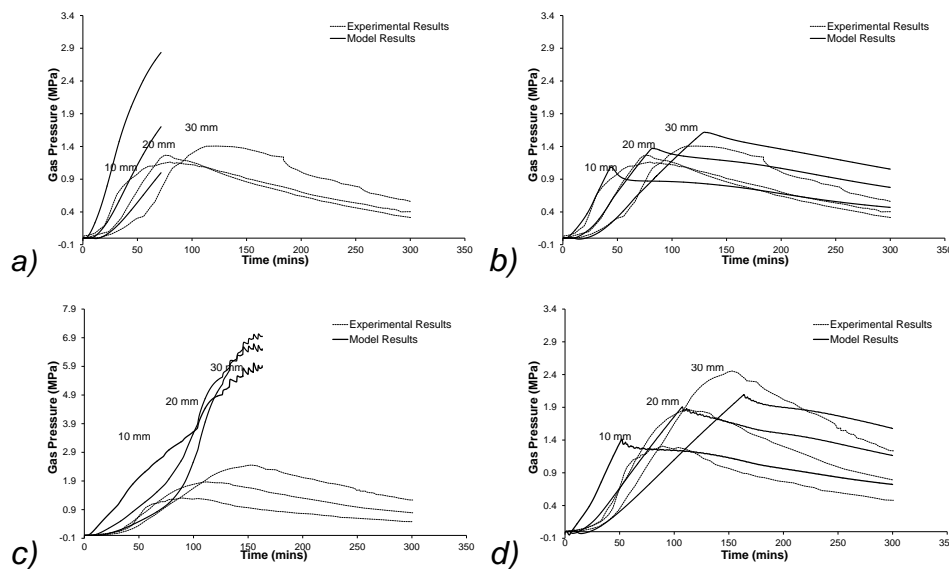 3.4
2.9
2.4
1.9
1.4
0.9
0.4
-0.1
Gas Pressure (MPa)
Experimental Results
Model Results
30 mm
20 mm
10 mm
0 50 100 150 200 250 300 350
Time (mins)
a)
3.4
2.9
2.4
1.9
1.4
0.9
0.4
-0.1
Gas Pressure (MPa)
Experimental Results
Model Results
30 mm
20 mm
10 mm
0 50 100 150 200 250 300 350
Time (mins)
b)
7.9
6.9
5.9
4.9
3.9
2.9
1.9
0.9
-0.1
Gas Pressure (MPa)
Experimental Results
Model Results
30 mm
20 mm
10 mm
0 50 100 150 200 250 300 350
Time (mins)
c)
3.4
2.9
2.4
1.9
1.4
0.9
0.4
-0.1
Gas Pressure (MPa)
Experimental Results
Model Results
30 mm
20 mm
10 mm
0 50 100 150 200 250 300 350
Time (mins)
d)